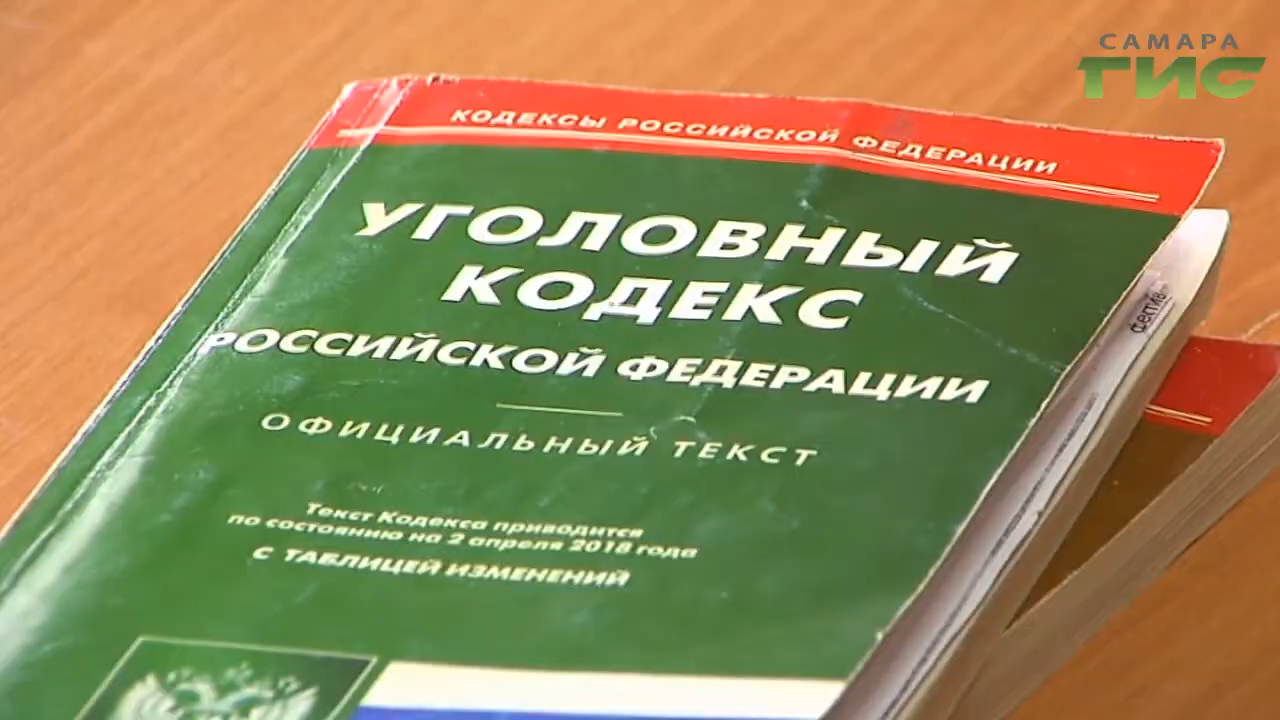 САМАРА
ГИС
КОДЕКСЫ РОССИЙСКОЙ ФЕДЕРАЦИИ
УГОЛОВНЫЙ
КОДЕКС
РОССИЙСКОЙ ФЕДЕРАЦИИ
ОФИЦИАЛЬНЫЙ ТЕКСТ
Текст Кодекса приводится
по состоянию на 2 апреля 2018 года
С ТАБЛИЦЕЙ ИЗМЕНЕНИЙ